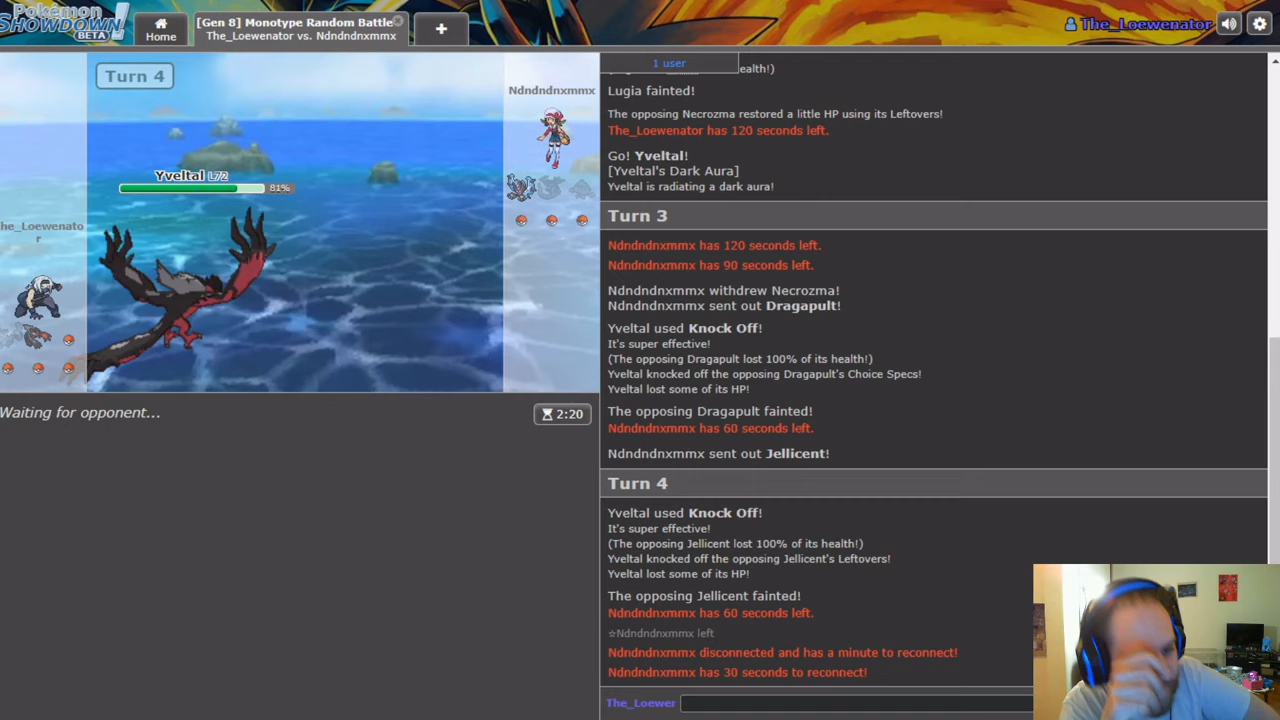 POKéMON
SHOWDOWN!
BETA
Home
[Gen 8] Monotype Random Battle
The_Loewenator vs. Ndndndnxmmx
The_Loewenator
Turn 4
Ndndndnxmmx
Yveltal L72
81%
he_Loewenato
r
Waiting for opponent...
2:20
1 user
ealth!)
Lugia fainted!
The opposing Necrozma restored a little HP using its Leftovers!
The_Loewenator has 120 seconds left.
Go! Yveltal!
[Yveltal's Dark Aura]
Yveltal is radiating a dark aura!
Turn 3
Ndndndnxmmx has 120 seconds left.
Ndndndnxmmx has 90 seconds left.
Ndndndnxmmx withdrew Necrozma!
Ndndndnxmmx sent out Dragapult!
Yveltal used Knock Off!
It's super effective!
(The opposing Dragapult lost 100% of its health!)
Yveltal knocked off the opposing Dragapult's Choice Specs!
Yveltal lost some of its HP!
The opposing Dragapult fainted!
Ndndndnxmmx has 60 seconds left.
Ndndndnxmmx sent out Jellicent!
Turn 4
Yveltal used Knock Off!
It's super effective!
(The opposing Jellicent lost 100% of its health!)
Yveltal knocked off the opposing Jellicent's Leftovers!
Yveltal lost some of its HP!
The opposing Jellicent fainted!
Ndndndnxmmx has 60 seconds left.
☆Ndndndnxmmx left
Ndndndnxmmx disconnected and has a minute to reconnect!
Ndndndnxmmx has 30 seconds to reconnect!
The_Loewer